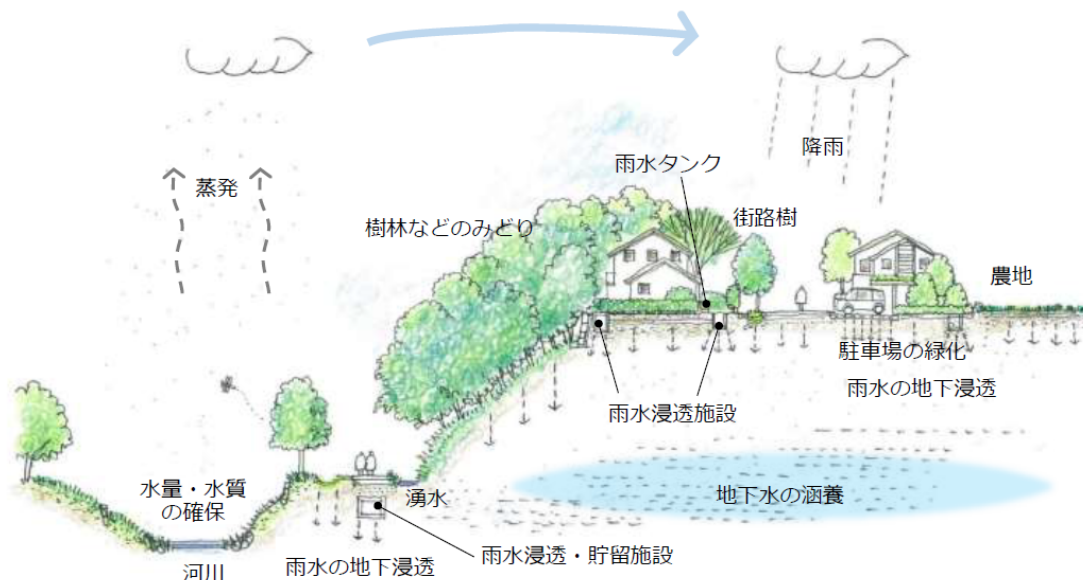 降雨
雨水タンク
蒸発
街路樹
樹林などのみどり
農地
駐車場の緑化
雨水の地下浸透
雨水浸透施設
水量・水質
の確保
湧水
地下水の涵養
雨水浸透・貯留施設
雨水の地下浸透
河川